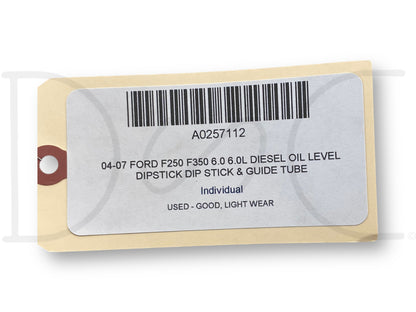 A0257112
04-07 FORD F250 F350 6.0 6.0L DIESEL OIL LEVEL
DIPSTICK DIP STICK & GUIDE TUBE
Individual
USED - GOOD, LIGHT WEAR